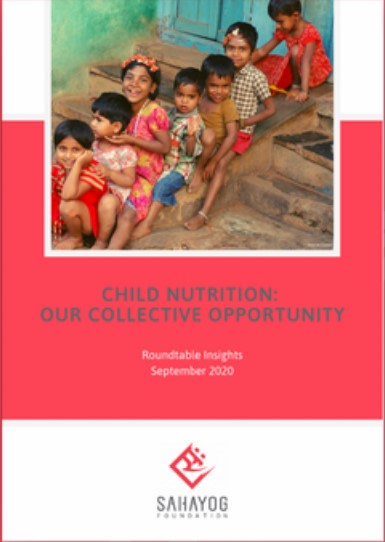 CHILD NUTRITION:
OUR COLLECTIVE OPPORTUNITY
Roundtable Insights
September 2020
SAHAYOG
FOUNDATION